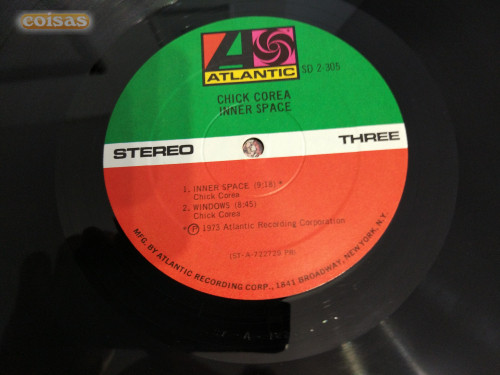 coisas
ATLANTIC
SD 2-305
CHICK COREA
INNER SPACE
STEREO
THREE
1. INNER SPACE (9:18) *
Chick Corea
2. WINDOWS (8:45)
Chick Corea
* Ⓟ 1973 Atlantic Recording Corporation
(ST-A-722729 PR)
MFG. BY ATLANTIC RECORDING CORP., 1841 BROADWAY, NEW YORK, N.Y.